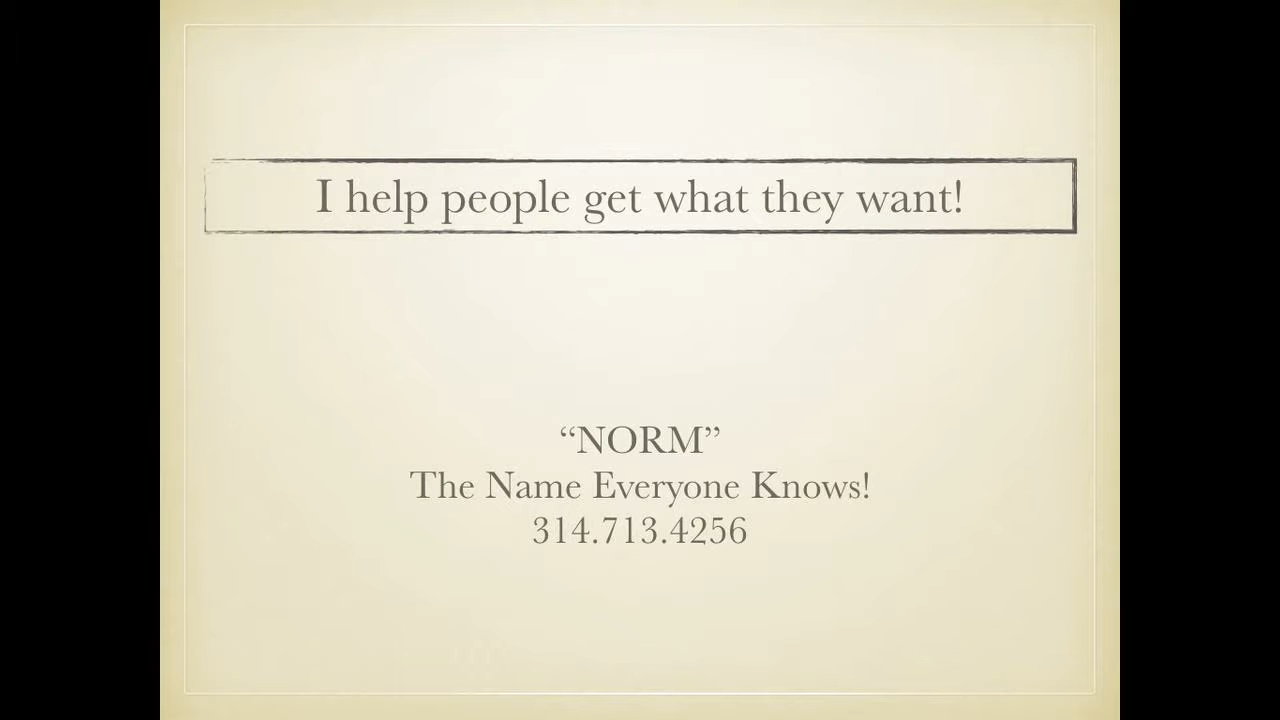 I help people get what they want!
“NORM”
The Name Everyone Knows!
314.713.4256